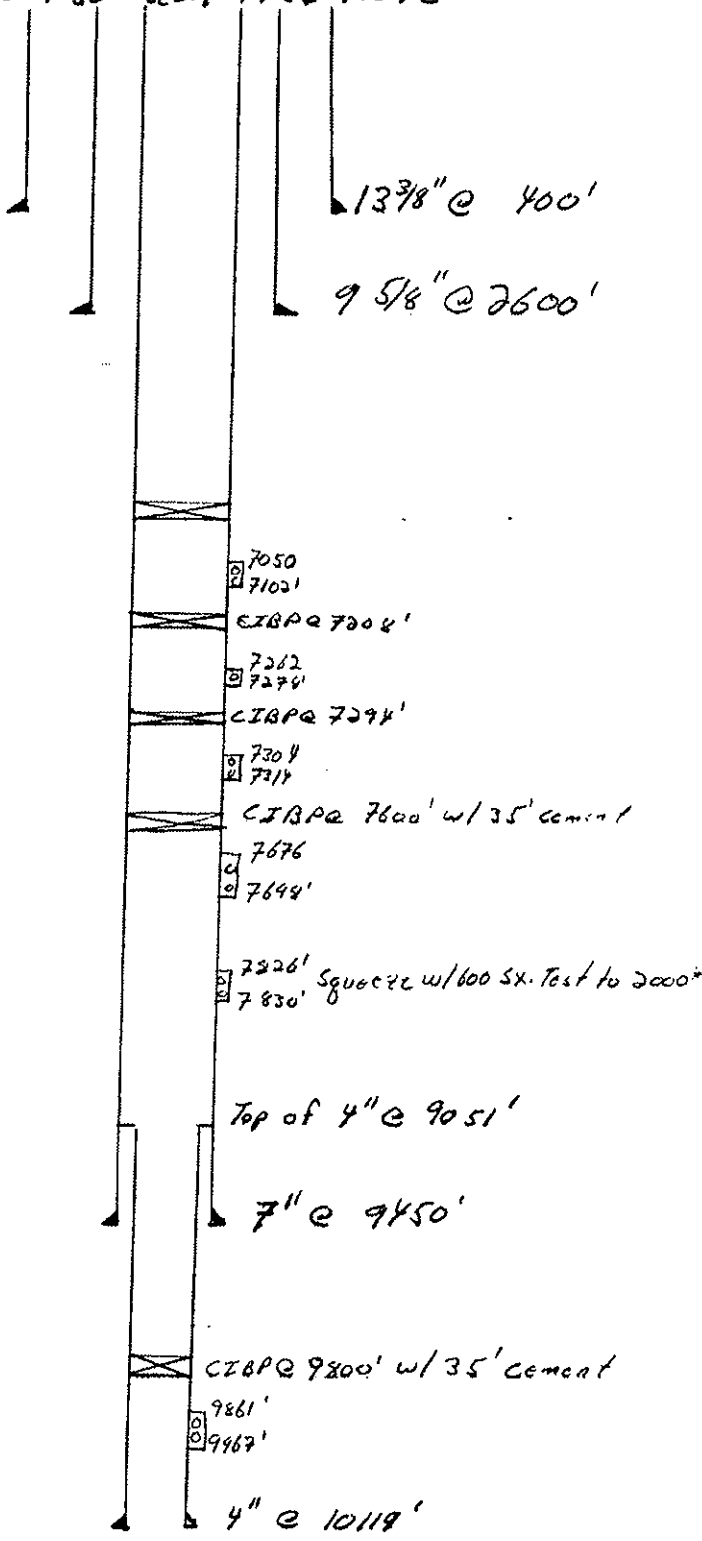 13 3/8" @ 400'
9 5/8" @ 2600'
7050
7102'
CIBP @ 7208'
7262
7278'
CIBP @ 7294'
7304
7314
CIBP @ 7600' w/ 35' cement
7676
7698'
7826' Squeeze w/600 sx. Test to 2000#
7830'
Top of 4" @ 9051'
7" @ 9450'
CIBP @ 9800' w/ 35' cement
9861'
9967'
4" @ 10119'